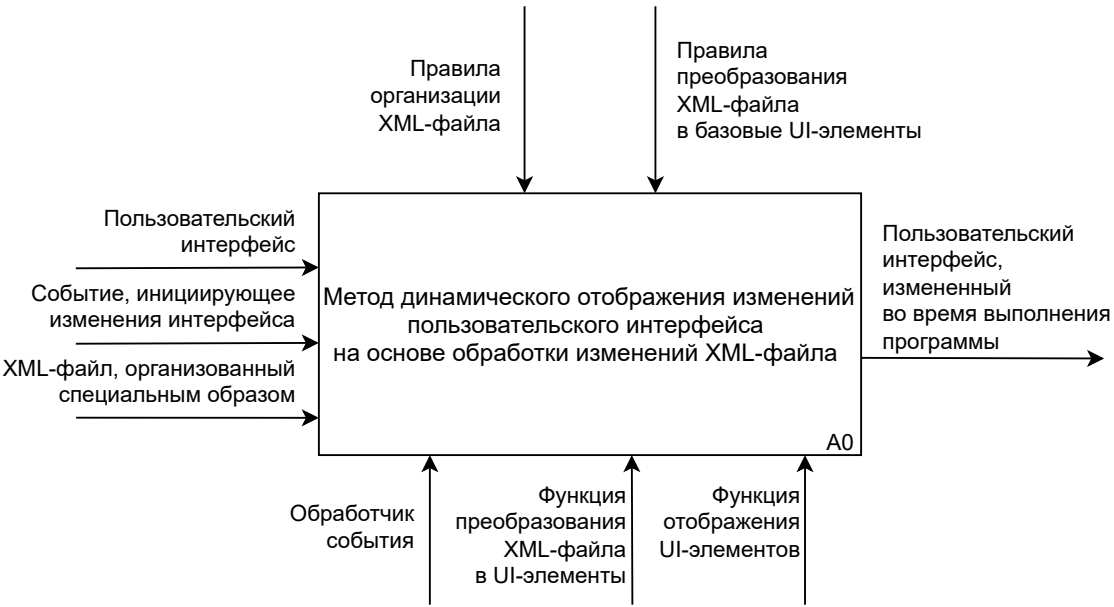 Правила
организации
XML-файла
Правила
преобразования
XML-файла
в базовые UI-элементы
Пользовательский
интерфейс
Событие, инициирующее
изменения интерфейса
XML-файл, организованный
специальным образом
Метод динамического отображения изменений
пользовательского интерфейса
на основе обработки изменений XML-файла
A0
Пользовательский
интерфейс,
измененный
во время выполнения
программы
Обработчик
события
Функция
преобразования
XML-файла
в UI-элементы
Функция
отображения
UI-элементов